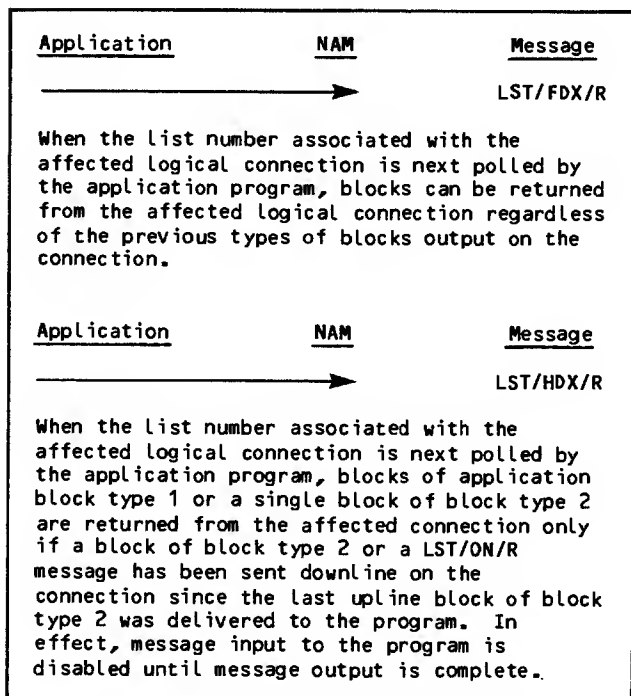 Application NAM Message
LST/FDX/R
When the list number associated with the
affected logical connection is next polled by
the application program, blocks can be returned
from the affected logical connection regardless
of the previous types of blocks output on the
connection.
Application NAM Message
LST/HDX/R
When the list number associated with the
affected logical connection is next polled by
the application program, blocks of application
block type 1 or a single block of block type 2
are returned from the affected connection only
if a block of block type 2 or a LST/ON/R
message has been sent downline on the
connection since the last upline block of block
type 2 was delivered to the program. In
effect, message input to the program is
disabled until message output is complete.